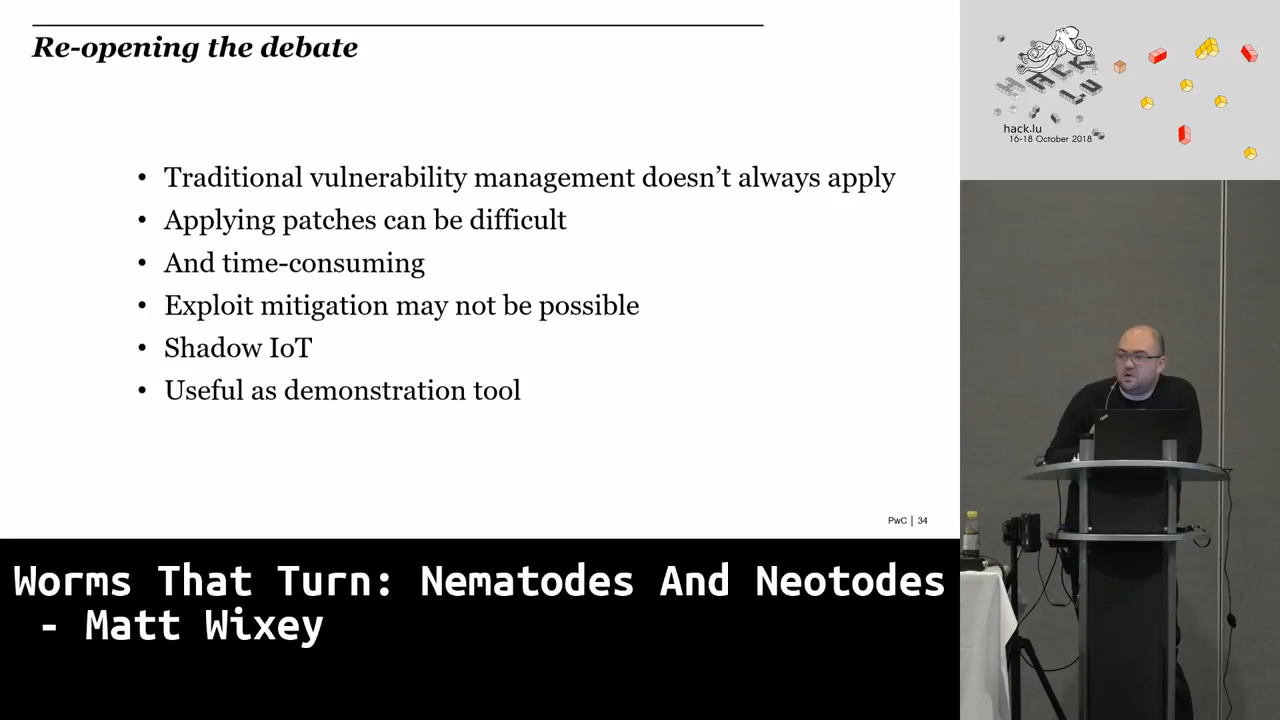 Re-opening the debate
• Traditional vulnerability management doesn’t always apply
• Applying patches can be difficult
• And time-consuming
• Exploit mitigation may not be possible
• Shadow IoT
• Useful as demonstration tool
PwC | 34
HACK
LU
hack.lu
16-18 October 2018
Worms That Turn: Nematodes And Neotodes
- Matt Wixey